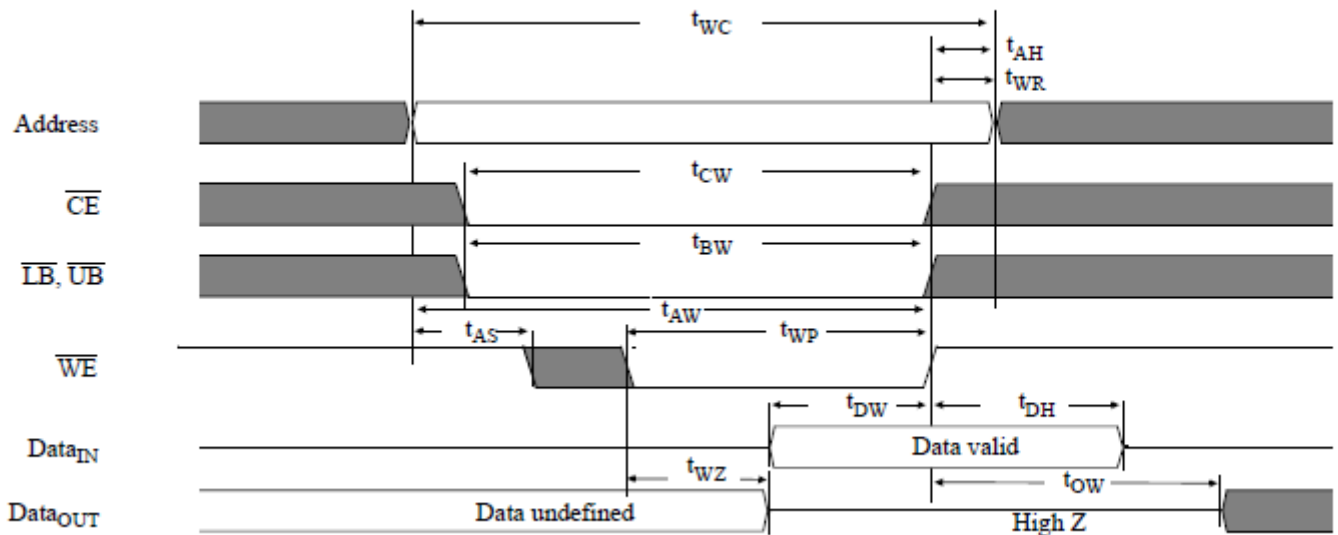 tWC
tAH
tWR
Address
tCW
CE
tBW
LB, UB
tAW
tAS
tWP
WE
tDW
tDH
DataIN
Data valid
tWZ
tOW
DataOUT
Data undefined
High Z